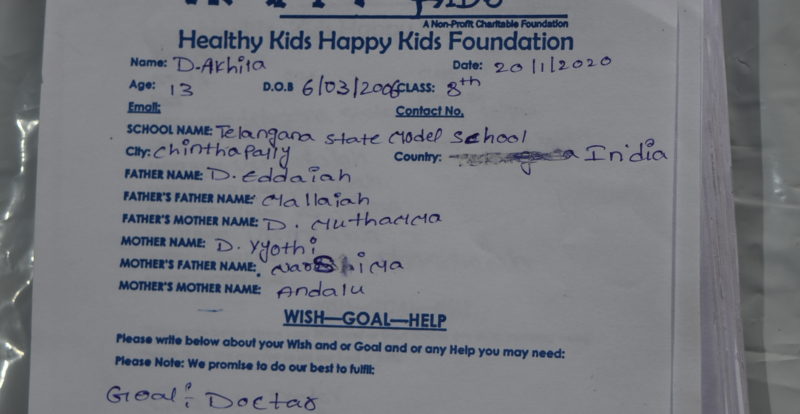 A Non-Profit Charitable Foundation
Healthy Kids Happy Kids Foundation
Name: D-Akhila Date: 20/1/2020
Age: 13 D.O.B 6/03/2006 CLASS: 8th
Email: Contact No.
SCHOOL NAME: Telangana state Model School
City: Chinthapally Country: India
FATHER NAME: D. Eddaiah
FATHER'S FATHER NAME: Mallaiah
FATHER'S MOTHER NAME: D. Muthamma
MOTHER NAME: D. Jyothi
MOTHER'S FATHER NAME:
MOTHER'S MOTHER NAME: Andalu
WISH—GOAL—HELP
Please write below about your Wish and or Goal and or any Help you may need:
Please Note: We promise to do our best to fulfil:
Goal: Doctor